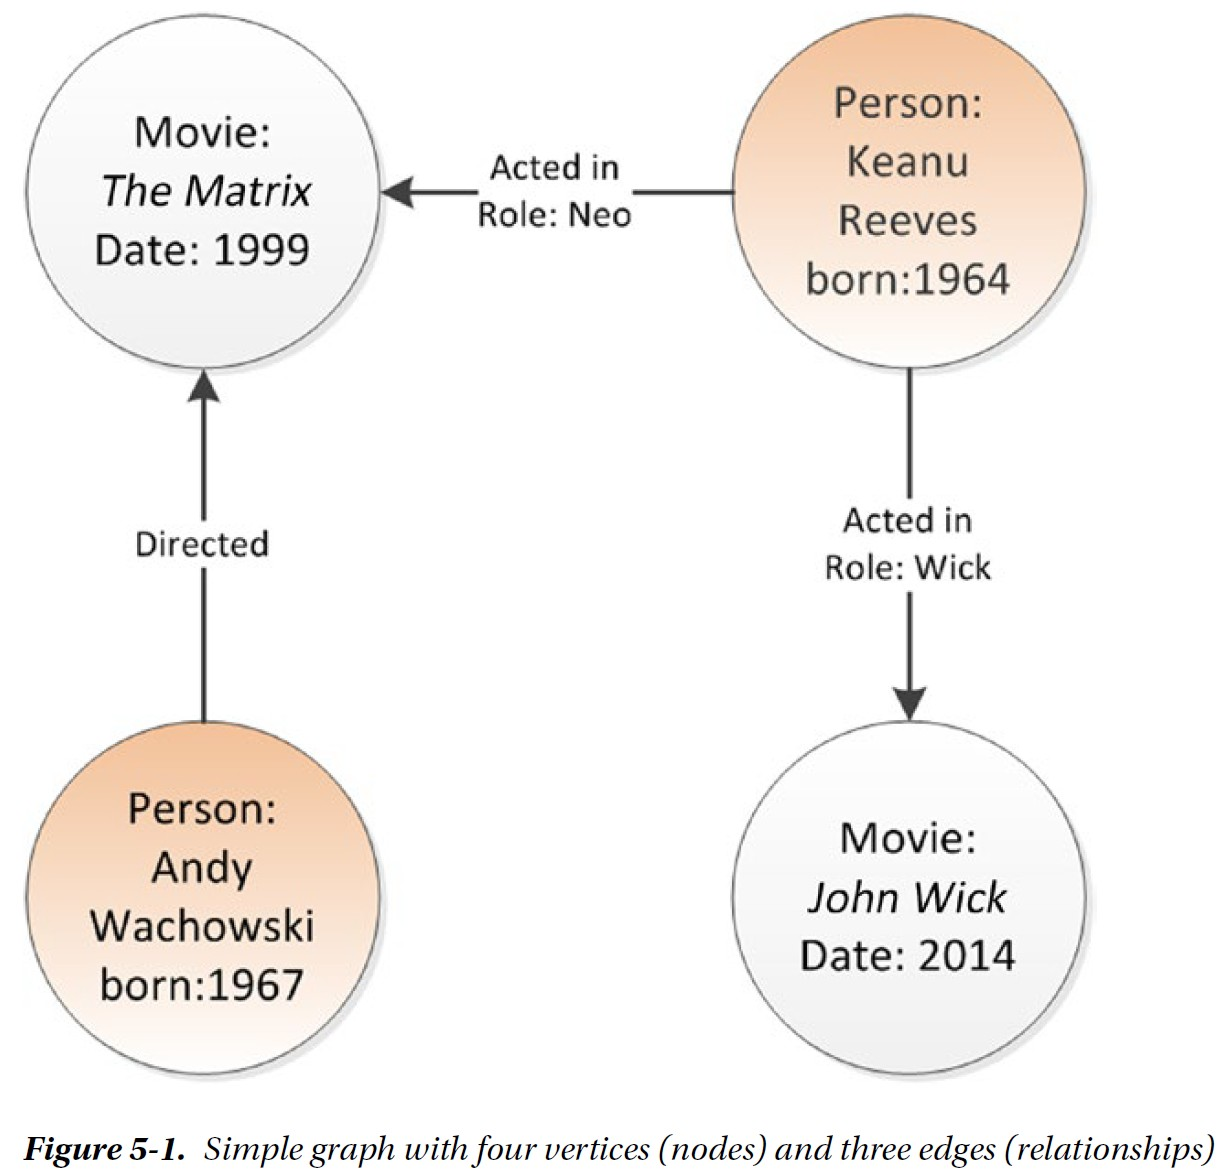 Movie:
The Matrix
Date: 1999
Acted in
Role: Neo
Person:
Keanu
Reeves
born:1964
Directed
Acted in
Role: Wick
Person:
Andy
Wachowski
born:1967
Movie:
John Wick
Date: 2014
Figure 5-1. Simple graph with four vertices (nodes) and three edges (relationships)